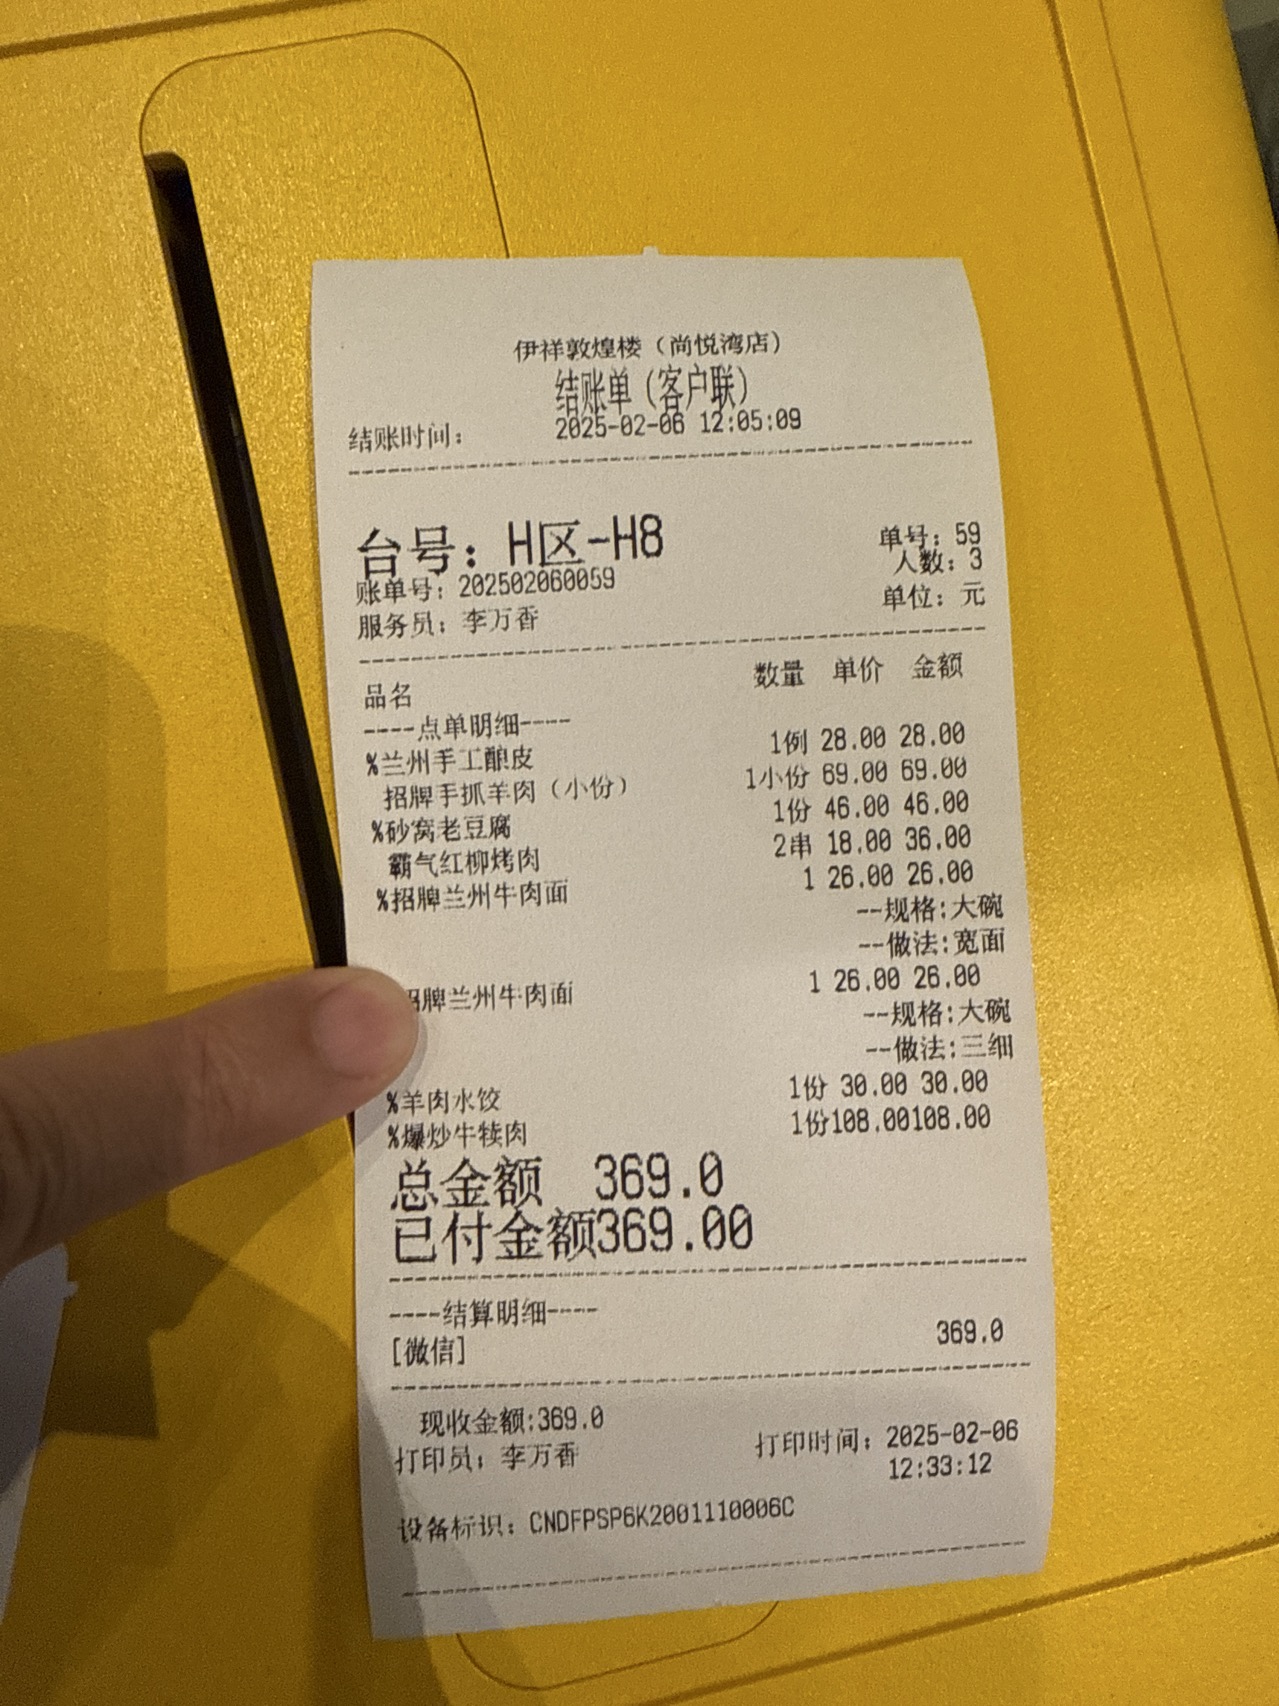 伊祥敦煌楼（尚悦湾店）
结账单（客户联）
结账时间： 2025-02-06 12:05:09
台号：H区-H8 单号：59
人数：3
账单号：202502060059
服务员：李万香 单位：元
品名 数量 单价 金额
----点单明细----
%兰州手工酿皮 1例 28.00 28.00
招牌手抓羊肉（小份） 1小份 69.00 69.00
%砂窝老豆腐 1份 46.00 46.00
霸气红柳烤肉 2串 18.00 36.00
%招牌兰州牛肉面 1 26.00 26.00
--规格:大碗
--做法:宽面
招牌兰州牛肉面 1 26.00 26.00
--规格:大碗
--做法:三细
%羊肉水饺 1份 30.00 30.00
%爆炒牛犊肉 1份108.00108.00
总金额 369.0
已付金额369.00
----结算明细----
[微信] 369.0
现收金额:369.0
打印员：李万香 打印时间：2025-02-06
12:33:12
设备标识：CNDFPSP6K2001110006C